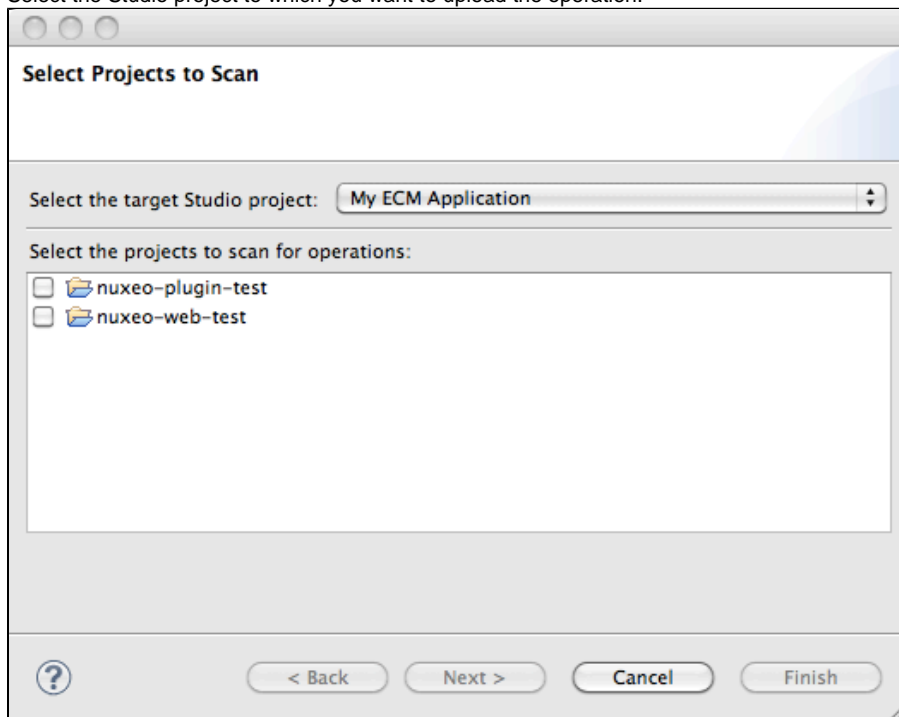 Select the Studio project to which you want to upload the operation.
Select Projects to Scan
Select the target Studio project: My ECM Application
Select the projects to scan for operations:
nuxeo-plugin-test
nuxeo-web-test
? < Back Next > Cancel Finish